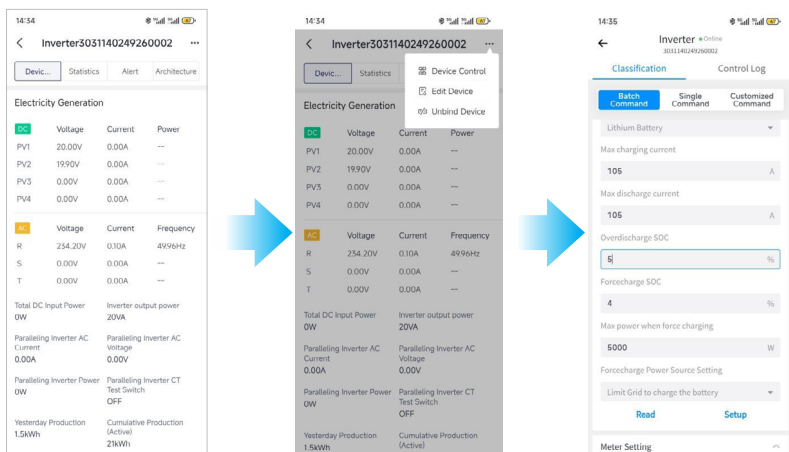 14:34
67
Inverter3031140249260002 ...
Devic... Statistics Alert Architecture
Electricity Generation
DC Voltage Current Power
PV1 20.00V 0.00A --
PV2 19.90V 0.00A --
PV3 0.00V 0.00A --
PV4 0.00V 0.00A --
AC Voltage Current Frequency
R 234.20V 0.10A 49.96Hz
S 0.00V 0.00A --
T 0.00V 0.00A --
Total DC Input Power Inverter output power
0W 20VA
Paralleling Inverter AC Paralleling Inverter AC
Current Voltage
0.00A 0.00V
Paralleling Inverter Power Paralleling Inverter CT
0W Test Switch
OFF
Yesterday Production Cumulative Production
1.5kWh (Active)
21kWh
14:34
67
Inverter3031140249260002 ...
Devic... Statistics
Device Control
Edit Device
Unbind Device
Electricity Generation
DC Voltage Current Power
PV1 20.00V 0.00A --
PV2 19.90V 0.00A --
PV3 0.00V 0.00A --
PV4 0.00V 0.00A --
AC Voltage Current Frequency
R 234.20V 0.10A 49.96Hz
S 0.00V 0.00A --
T 0.00V 0.00A --
Total DC Input Power Inverter output power
0W 20VA
Paralleling Inverter AC Paralleling Inverter AC
Current Voltage
0.00A 0.00V
Paralleling Inverter Power Paralleling Inverter CT
0W Test Switch
OFF
Yesterday Production Cumulative Production
1.5kWh (Active)
14:35
67
Inverter Online
3031140249260002
Classification Control Log
Batch Single Customized
Command Command Command
Lithium Battery
Max charging current
105 A
Max discharge current
105 A
Overdischarge SOC
5 %
Forcecharge SOC
4 %
Max power when force charging
5000 W
Forcecharge Power Source Setting
Limit Grid to charge the battery
Read Setup
Meter Setting